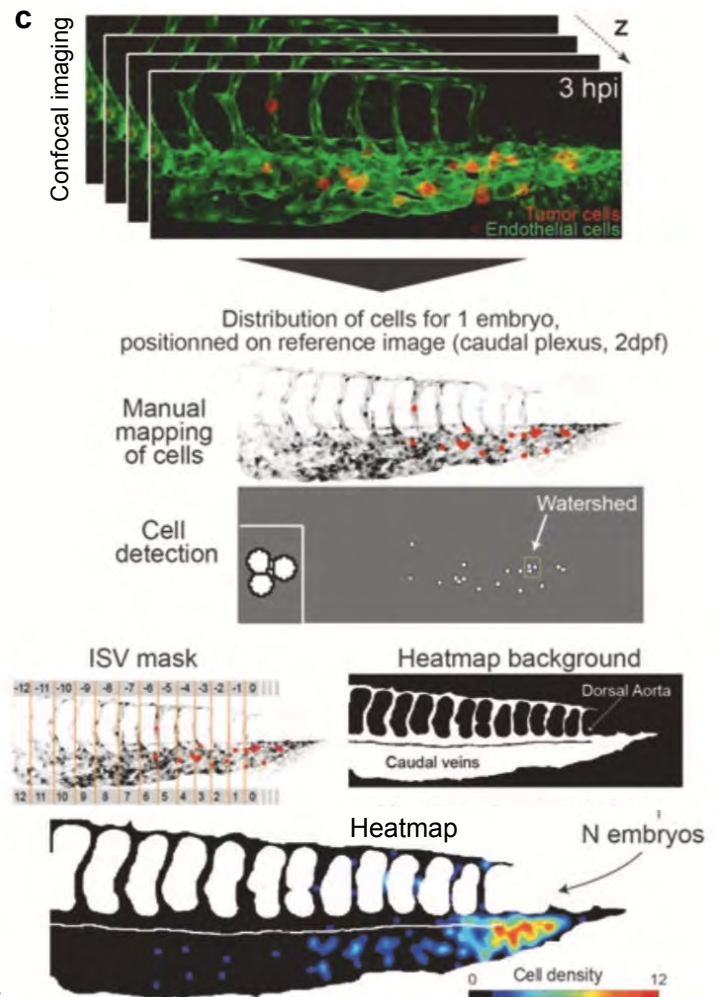 c
Confocal imaging
z
3 hpi
Tumor cells
Endothelial cells
Distribution of cells for 1 embryo,
positionned on reference image (caudal plexus, 2dpf)
Manual
mapping
of cells
Cell
detection
Watershed
ISV mask
Heatmap background
-12 -11 -10 -9 -8 -7 -6 -5 -4 -3 -2 -1 0
Dorsal Aorta
Caudal veins
12 11 10 9 8 7 6 5 4 3 2 1 0
Heatmap
N embryos
Cell density
0 12